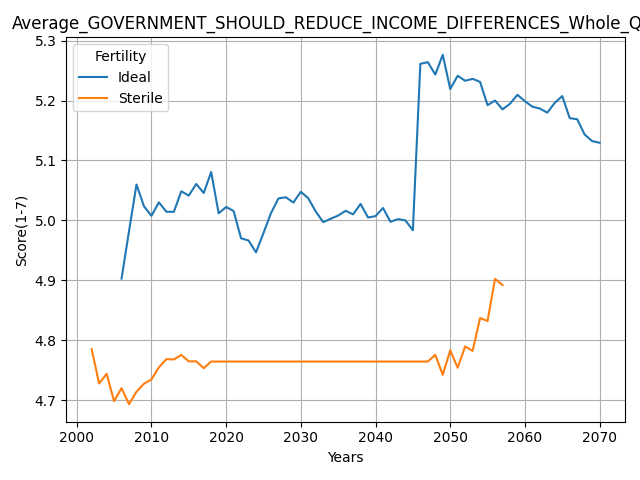 Average_GOVERNMENT_SHOULD_REDUCE_INCOME_DIFFERENCES_Whole_Q
Fertility
Ideal
Sterile
Score(1-7)
5.3
5.2
5.1
5.0
4.9
4.8
4.7
2000 2010 2020 2030 2040 2050 2060 2070
Years